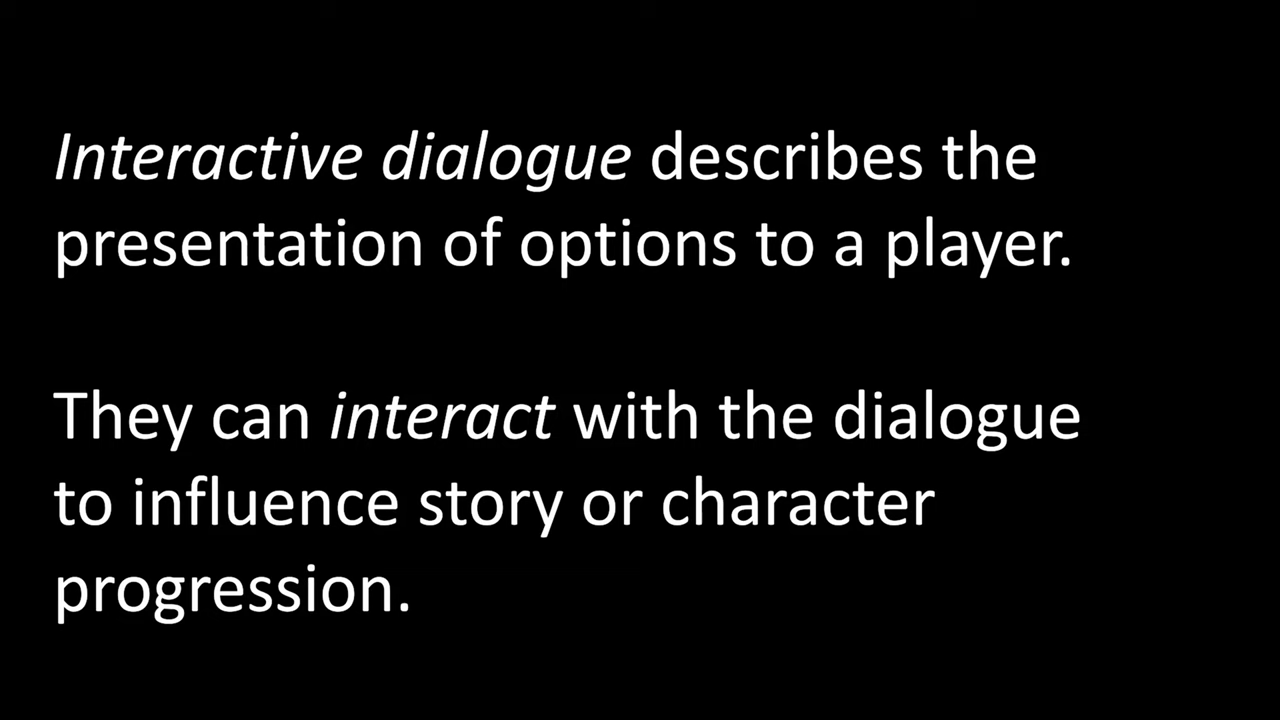 Interactive dialogue describes the
presentation of options to a player.
They can interact with the dialogue
to influence story or character
progression.